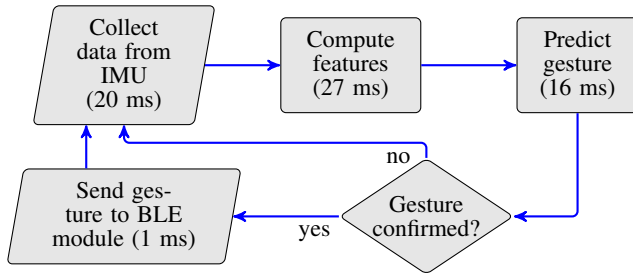 Collect
data from
IMU
(20 ms)
Compute
features
(27 ms)
Predict
gesture
(16 ms)
no
Gesture
confirmed?
yes
Send ges-
ture to BLE
module (1 ms)